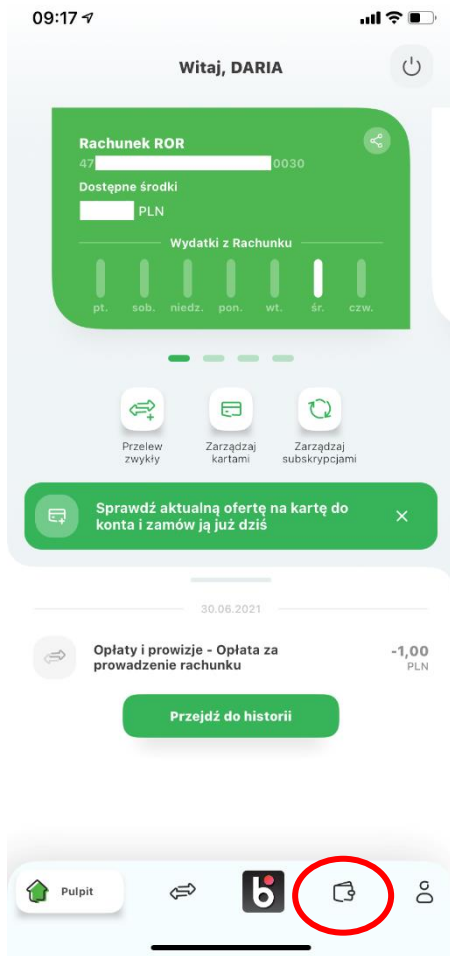 09:17
Witaj, DARIA
Rachunek ROR
47 0030
Dostępne środki
PLN
Wydatki z Rachunku
pt. sob. niedz. pon. wt. śr. czw.
Przelew zwykły
Zarządzaj kartami
Zarządzaj subskrypcjami
Sprawdź aktualną ofertę na kartę do
konta i zamów ją już dziś
30.06.2021
Opłaty i prowizje - Opłata za -1,00
prowadzenie rachunku PLN
Przejdź do historii
Pulpit b